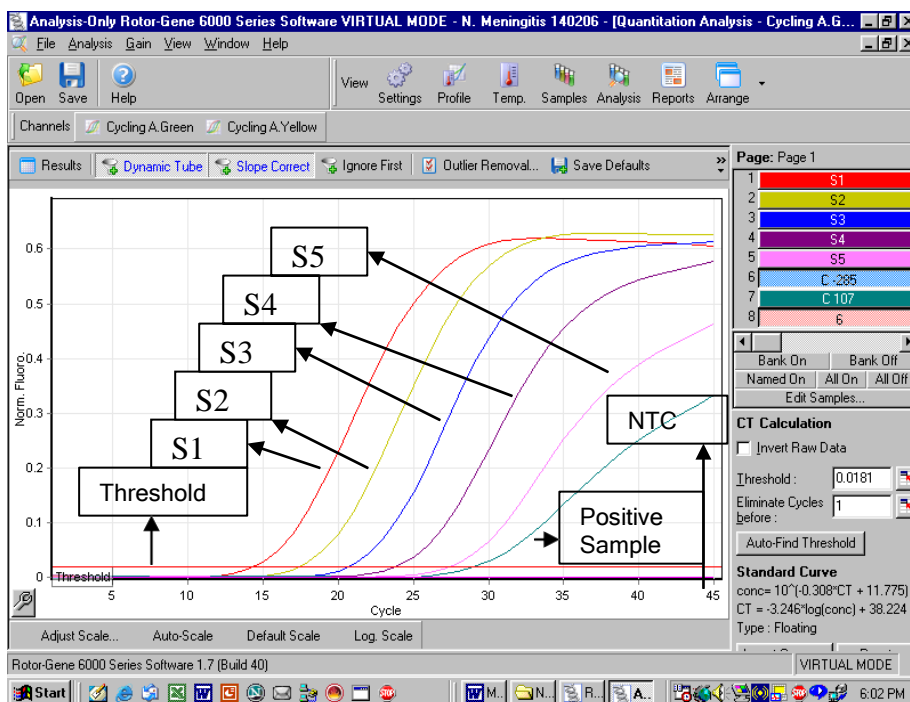 Analysis-Only Rotor-Gene 6000 Series Software VIRTUAL MODE - N. Meningitis 140206 - [Quantitation Analysis - Cycling A.G...
File Analysis Gain View Window Help
Open Save Help View Settings Profile Temp. Samples Analysis Reports Arrange
Channels Cycling A.Green Cycling A.Yellow
Results Dynamic Tube Slope Correct Ignore First Outlier Removal... Save Defaults »
Norm. Fluoro.
0.6
0.5
0.4
0.3
0.2
0.1
0
S5
S4
S3
S2
S1
Threshold
NTC
Positive
Sample
Threshold
5 10 15 20 25 30 35 40 45
Cycle
Adjust Scale... Auto-Scale Default Scale Log. Scale
Page: Page 1
1 S1
2 S2
3 S3
4 S4
5 S5
6 C -285
7 C 107
8 6
Bank On Bank Off
Named On All On All Off
Edit Samples...
CT Calculation
Invert Raw Data
Threshold : 0.0181
Eliminate Cycles
before : 1
Auto-Find Threshold
Standard Curve
conc= 10^(-0.308*CT + 11.775)
CT = -3.246*log(conc) + 38.224
Type : Floating
Rotor-Gene 6000 Series Software 1.7 (Build 40) VIRTUAL MODE
Start M.. N... R... A.. 6:02 PM